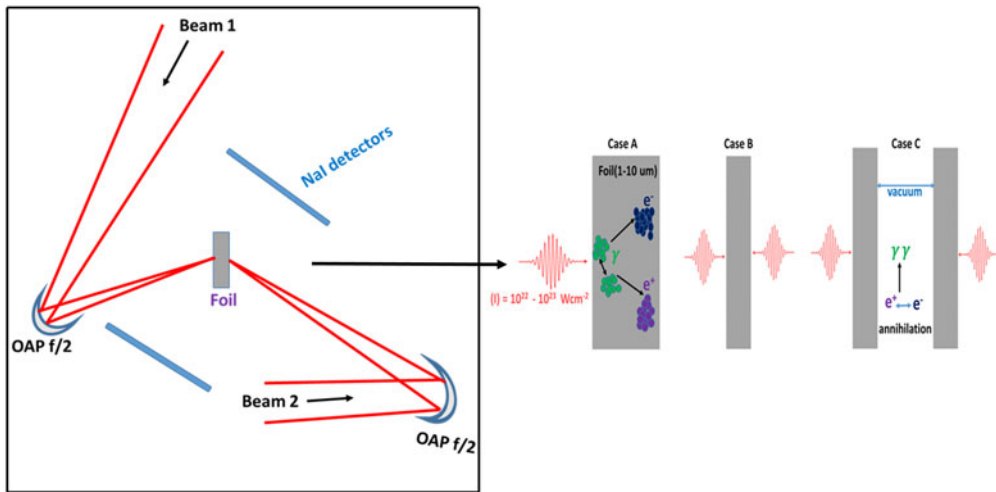 Beam 1
NaI detectors
Foil
OAP f/2
Beam 2
OAP f/2
Case A
Foil(1-10 um)
e-
γ
e+
(I) = 10²² - 10²³ Wcm⁻²
Case B
Case C
vacuum
γ γ
e+ e-
annihilation